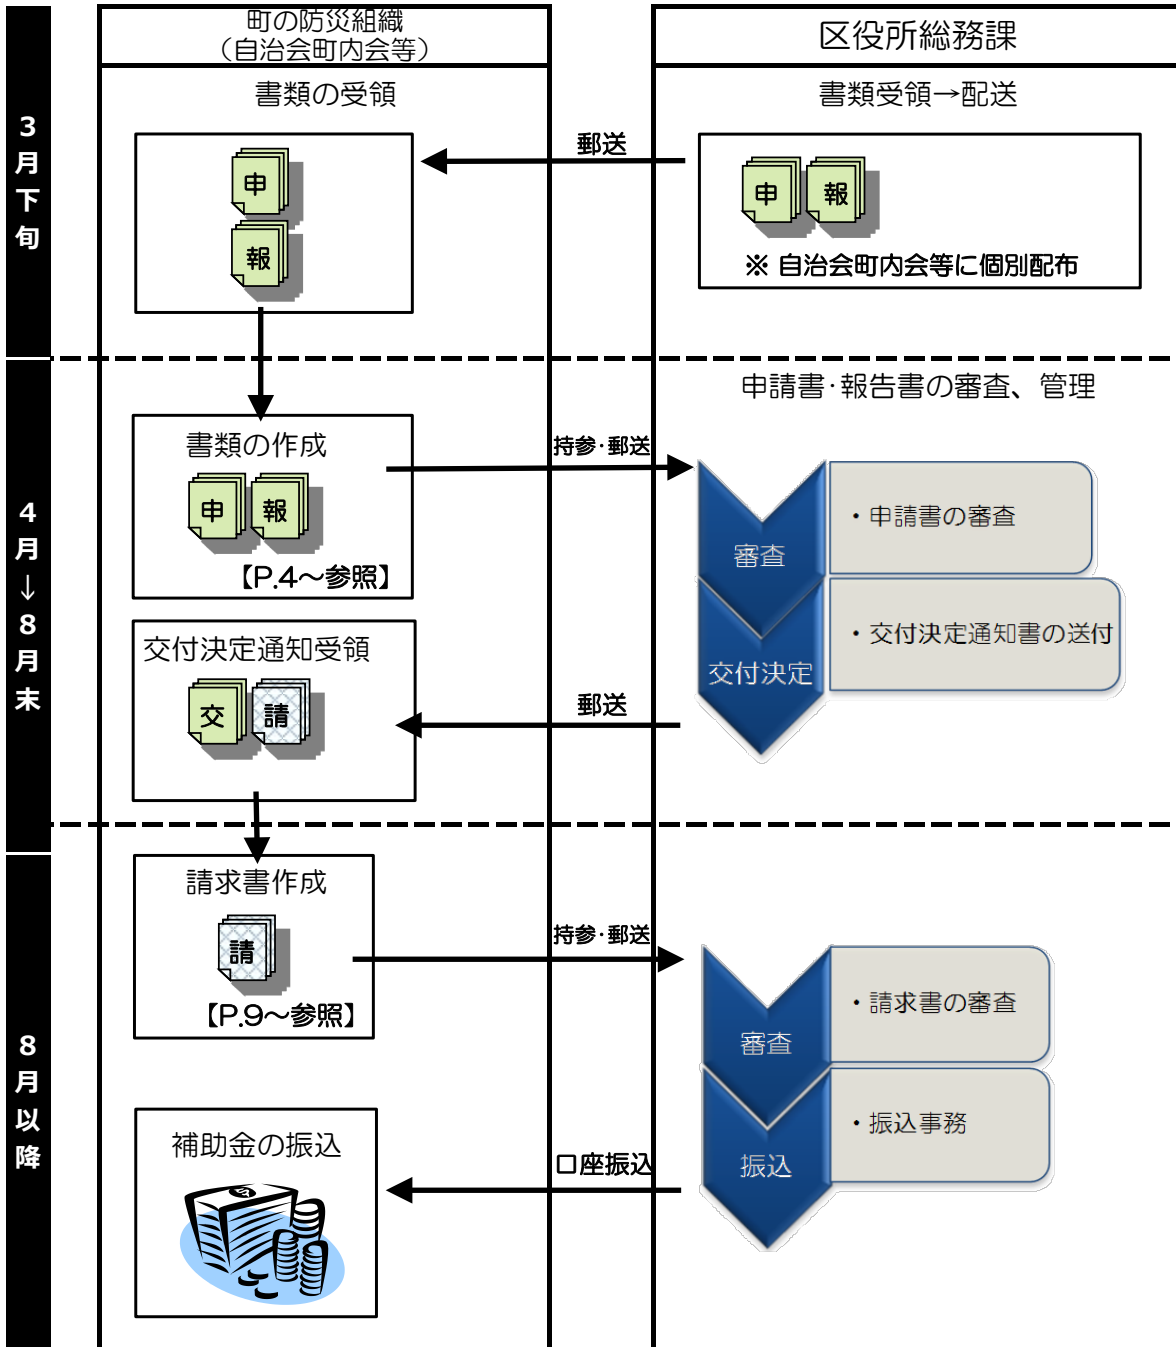 町の防災組織
（自治会町内会等）
区役所総務課
3月下旬
書類の受領
申
報
郵送
書類受領→配送
申
報
※ 自治会町内会等に個別配布
4月↓8月末
書類の作成
申
報
【P.4～参照】
持参・郵送
申請書・報告書の審査、管理
審査
・申請書の審査
交付決定
・交付決定通知書の送付
交付決定通知受領
交
請
郵送
8月以降
請求書作成
請
【P.9～参照】
持参・郵送
審査
・請求書の審査
振込
・振込事務
補助金の振込
口座振込